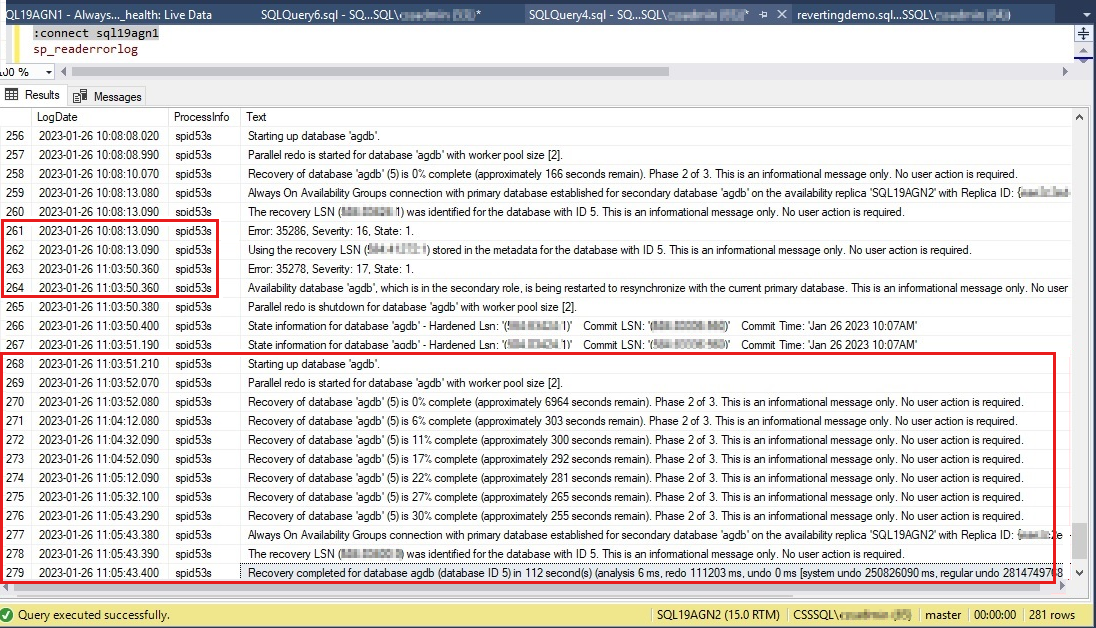 QL19AGN1 - Always..._health: Live Data SQLQuery6.sql - SQ...SQL\ * SQLQuery4.sql - SQ...SQL\ * revertingdemo.sql...SSQL\
:connect sql19agn1
sp_readerrorlog
00 %
Results Messages
LogDate ProcessInfo Text
256 2023-01-26 10:08:08.020 spid53s Starting up database 'agdb'.
257 2023-01-26 10:08:08.990 spid53s Parallel redo is started for database 'agdb' with worker pool size [2].
258 2023-01-26 10:08:10.070 spid53s Recovery of database 'agdb' (5) is 0% complete (approximately 166 seconds remain). Phase 2 of 3. This is an informational message only. No user action is required.
259 2023-01-26 10:08:13.080 spid53s Always On Availability Groups connection with primary database established for secondary database 'agdb' on the availability replica 'SQL19AGN2' with Replica ID: {
260 2023-01-26 10:08:13.090 spid53s The recovery LSN ( 1) was identified for the database with ID 5. This is an informational message only. No user action is required.
261 2023-01-26 10:08:13.090 spid53s Error: 35286, Severity: 16, State: 1.
262 2023-01-26 10:08:13.090 spid53s Using the recovery LSN ( 1) stored in the metadata for the database with ID 5. This is an informational message only. No user action is required.
263 2023-01-26 11:03:50.360 spid53s Error: 35278, Severity: 17, State: 1.
264 2023-01-26 11:03:50.360 spid53s Availability database 'agdb', which is in the secondary role, is being restarted to resynchronize with the current primary database. This is an informational message only. No user
265 2023-01-26 11:03:50.380 spid53s Parallel redo is shutdown for database 'agdb' with worker pool size [2].
266 2023-01-26 11:03:50.400 spid53s State information for database 'agdb' - Hardened Lsn: '( 1)' Commit LSN: '( )' Commit Time: 'Jan 26 2023 10:07AM'
267 2023-01-26 11:03:51.190 spid53s State information for database 'agdb' - Hardened Lsn: '( 1)' Commit LSN: '( )' Commit Time: 'Jan 26 2023 10:07AM'
268 2023-01-26 11:03:51.210 spid53s Starting up database 'agdb'.
269 2023-01-26 11:03:52.070 spid53s Parallel redo is started for database 'agdb' with worker pool size [2].
270 2023-01-26 11:03:52.080 spid53s Recovery of database 'agdb' (5) is 0% complete (approximately 6964 seconds remain). Phase 2 of 3. This is an informational message only. No user action is required.
271 2023-01-26 11:04:12.080 spid53s Recovery of database 'agdb' (5) is 6% complete (approximately 303 seconds remain). Phase 2 of 3. This is an informational message only. No user action is required.
272 2023-01-26 11:04:32.090 spid53s Recovery of database 'agdb' (5) is 11% complete (approximately 300 seconds remain). Phase 2 of 3. This is an informational message only. No user action is required.
273 2023-01-26 11:04:52.090 spid53s Recovery of database 'agdb' (5) is 17% complete (approximately 292 seconds remain). Phase 2 of 3. This is an informational message only. No user action is required.
274 2023-01-26 11:05:12.090 spid53s Recovery of database 'agdb' (5) is 22% complete (approximately 281 seconds remain). Phase 2 of 3. This is an informational message only. No user action is required.
275 2023-01-26 11:05:32.100 spid53s Recovery of database 'agdb' (5) is 27% complete (approximately 265 seconds remain). Phase 2 of 3. This is an informational message only. No user action is required.
276 2023-01-26 11:05:43.290 spid53s Recovery of database 'agdb' (5) is 30% complete (approximately 255 seconds remain). Phase 2 of 3. This is an informational message only. No user action is required.
277 2023-01-26 11:05:43.380 spid53s Always On Availability Groups connection with primary database established for secondary database 'agdb' on the availability replica 'SQL19AGN2' with Replica ID: { 2e
278 2023-01-26 11:05:43.390 spid53s The recovery LSN ( ) was identified for the database with ID 5. This is an informational message only. No user action is required.
279 2023-01-26 11:05:43.400 spid53s Recovery completed for database agdb (database ID 5) in 112 second(s) (analysis 6 ms, redo 111203 ms, undo 0 ms [system undo 250826090 ms, regular undo 2814749768
Query executed successfully. SQL19AGN2 (15.0 RTM) CSSSQL\ master 00:00:00 281 rows